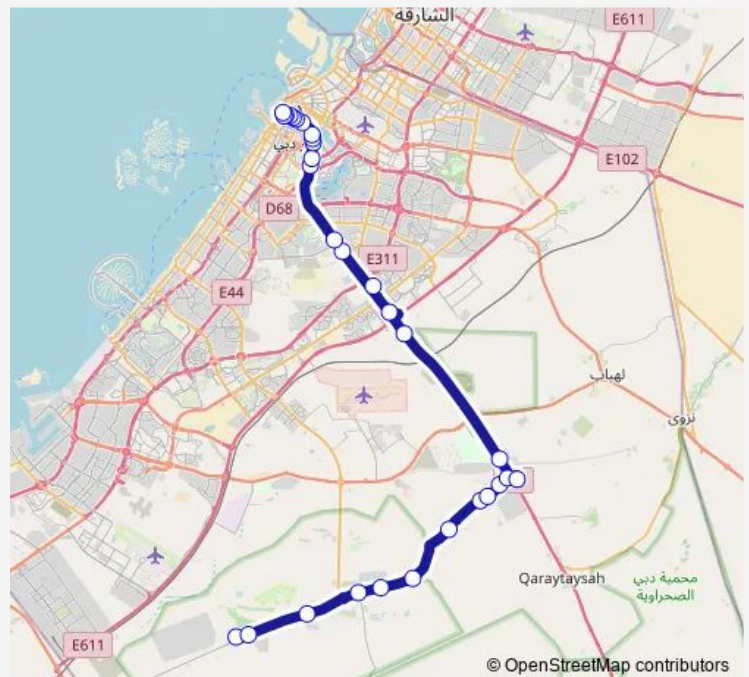 الشارقة
E611
E102
دبي
D68
E311
E44
لهباب
نزوى
Qaraytaysah
محمية دبي
الصحراوية
E611
© OpenStreetMap contributors